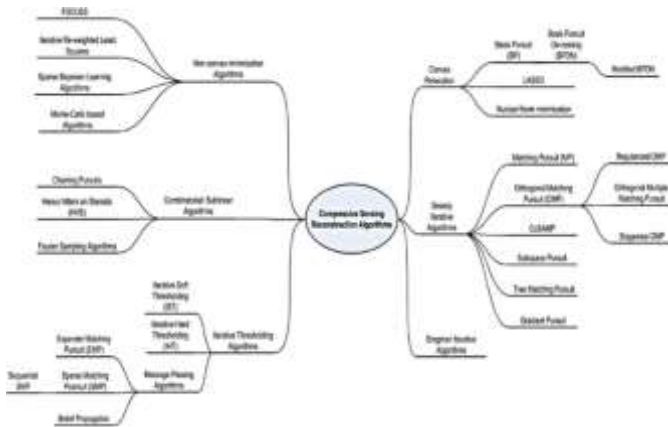 FOCUSS
Iterative Re-weighted Least
Squares
Sparse Bayesian Learning
Algorithms
Monte-Carlo based
Algorithms
Non-convex minimization
Algorithms
Chaining Pursuits
Heavy Hitters on Steroids
(HHS)
Fourier Sampling Algorithms
Combinatorial/ Sublinear
Algorithms
Iterative Soft
Thresholding
(IST)
Iterative Hard
Thresholding
(IHT)
Iterative Thresholding
Algorithms
Expander Matching
Pursuit (EMP)
Sequential
SMP
Sparse Matching
Pursuit (SMP)
Message Passing Algorithms
Belief Propagation
Compressive Sensing
Reconstruction Algorithms
Convex
Relaxation
Basis Pursuit
(BP)
Basis Pursuit
De-noising
(BPDN)
Modified BPDN
LASSO
Nuclear Norm minimization
Greedy
Iterative
Algorithms
Matching Pursuit (MP)
Orthogonal Matching
Pursuit (OMP)
Regularized OMP
Orthogonal Multiple
Matching Pursuit
Stagewise OMP
CoSAMP
Subspace Pursuit
Tree Matching Pursuit
Gradient Pursuit
Bregman Iterative
Algorithms